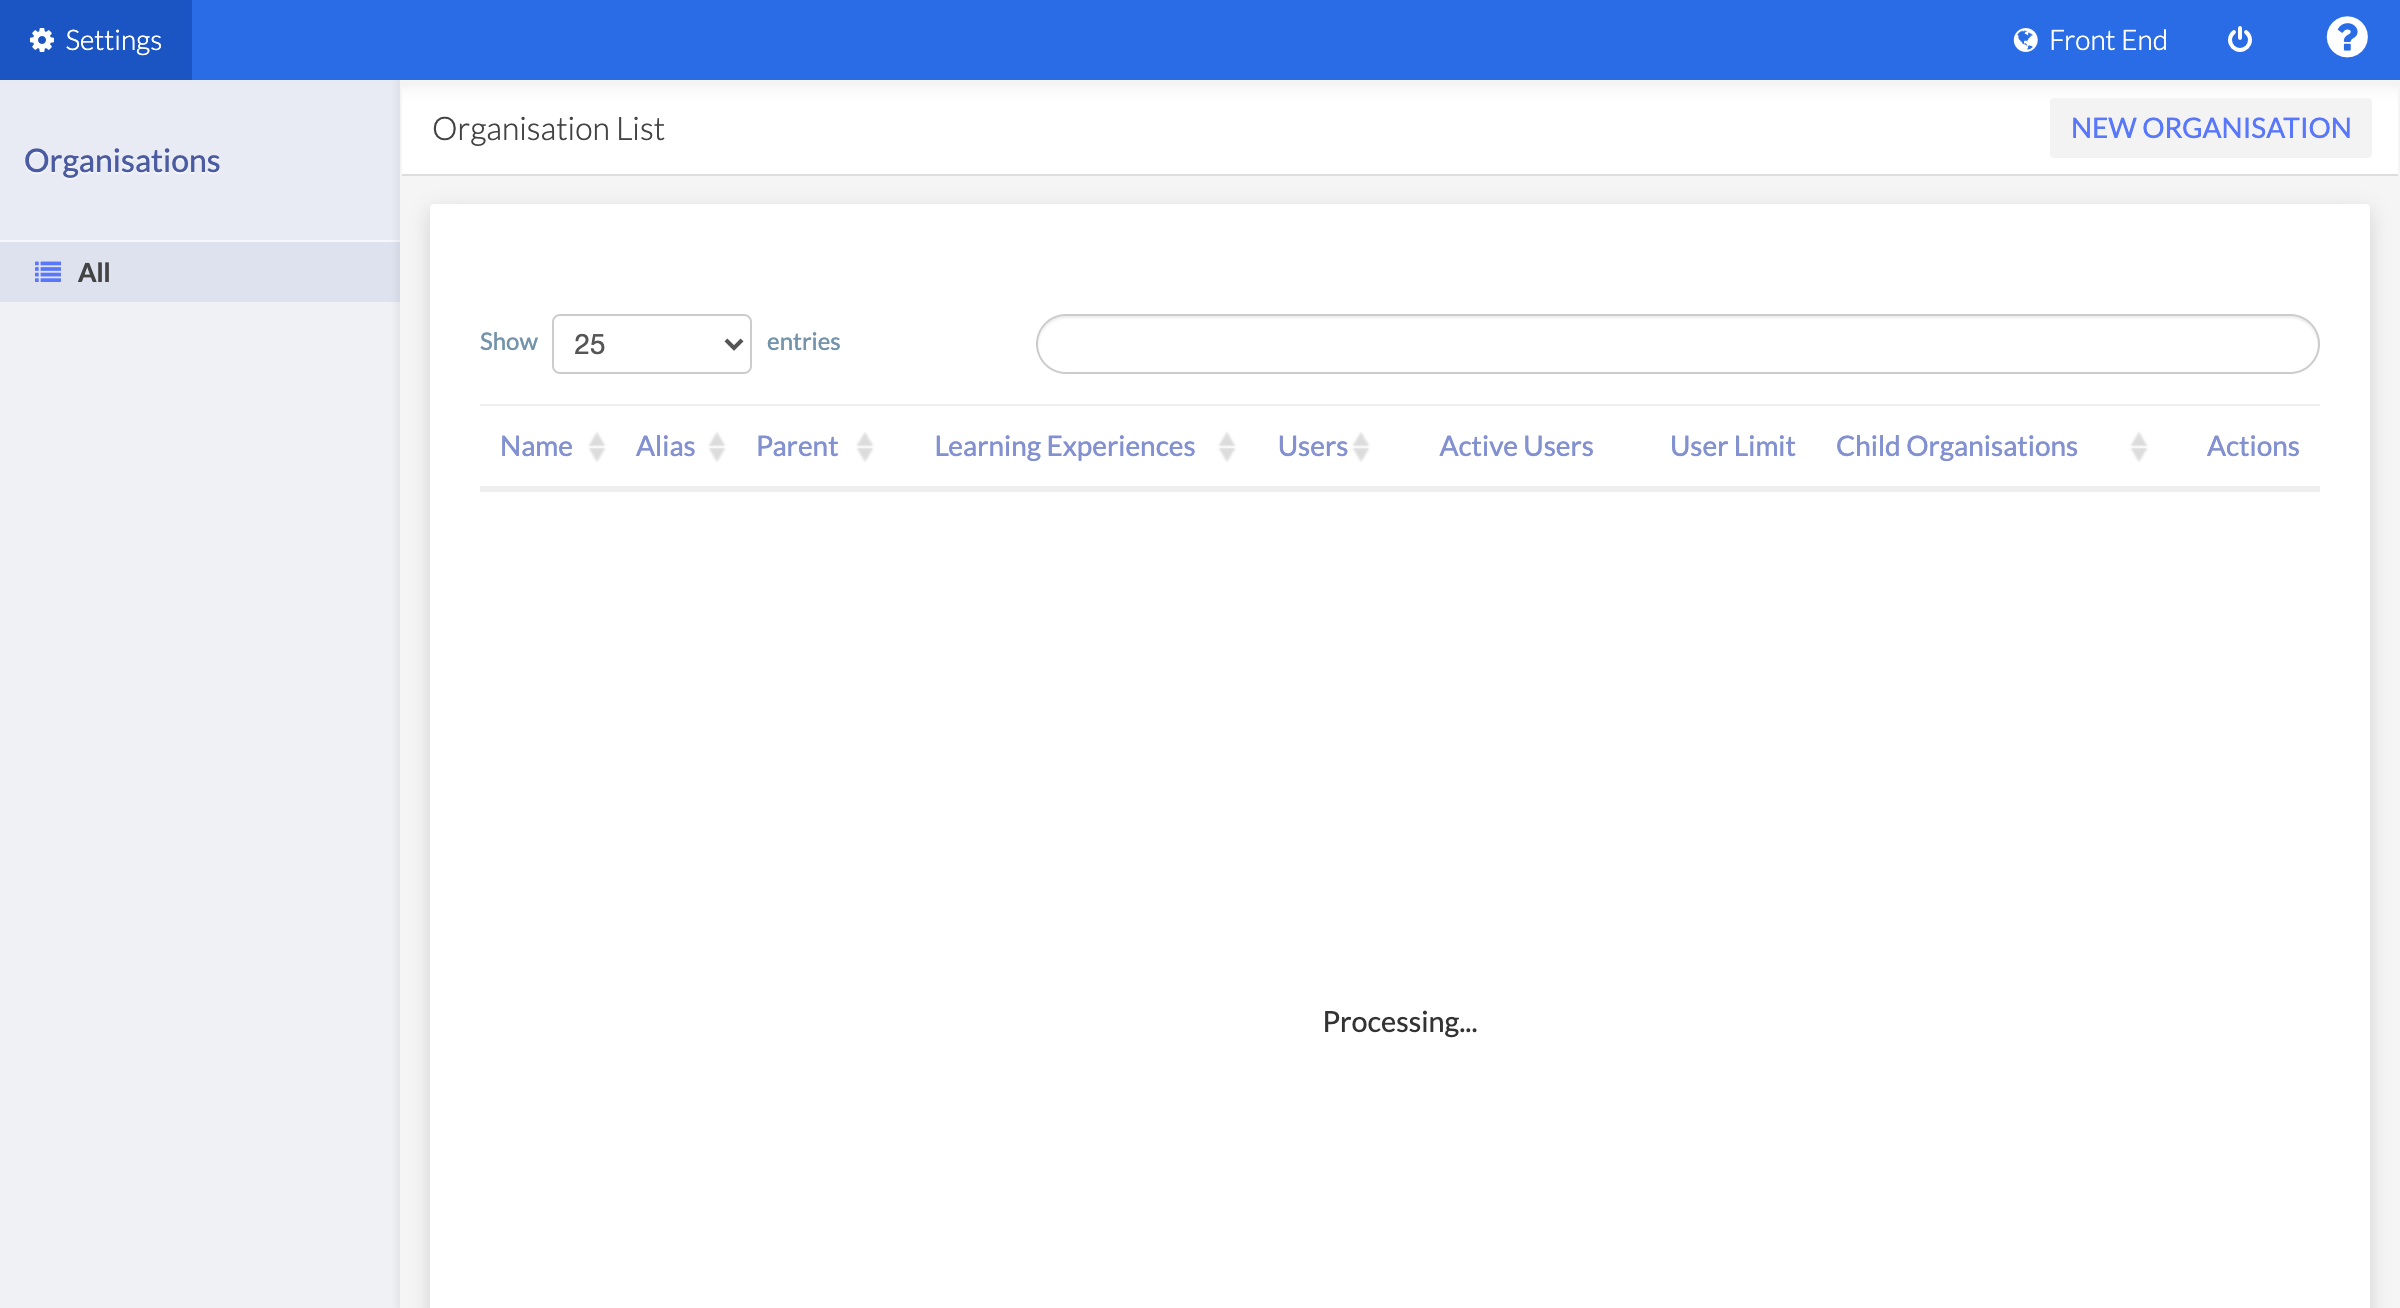 Settings
Front End
Organisations
All
Organisation List
NEW ORGANISATION
Show 25 entries
Name Alias Parent Learning Experiences Users Active Users User Limit Child Organisations Actions
Processing...